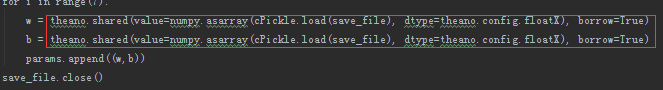 for i in range(7):
w = theano.shared(value=numpy.asarray(cPickle.load(save_file), dtype=theano.config.floatX), borrow=True)
b = theano.shared(value=numpy.asarray(cPickle.load(save_file), dtype=theano.config.floatX), borrow=True)
params.append((w,b))
save_file.close()